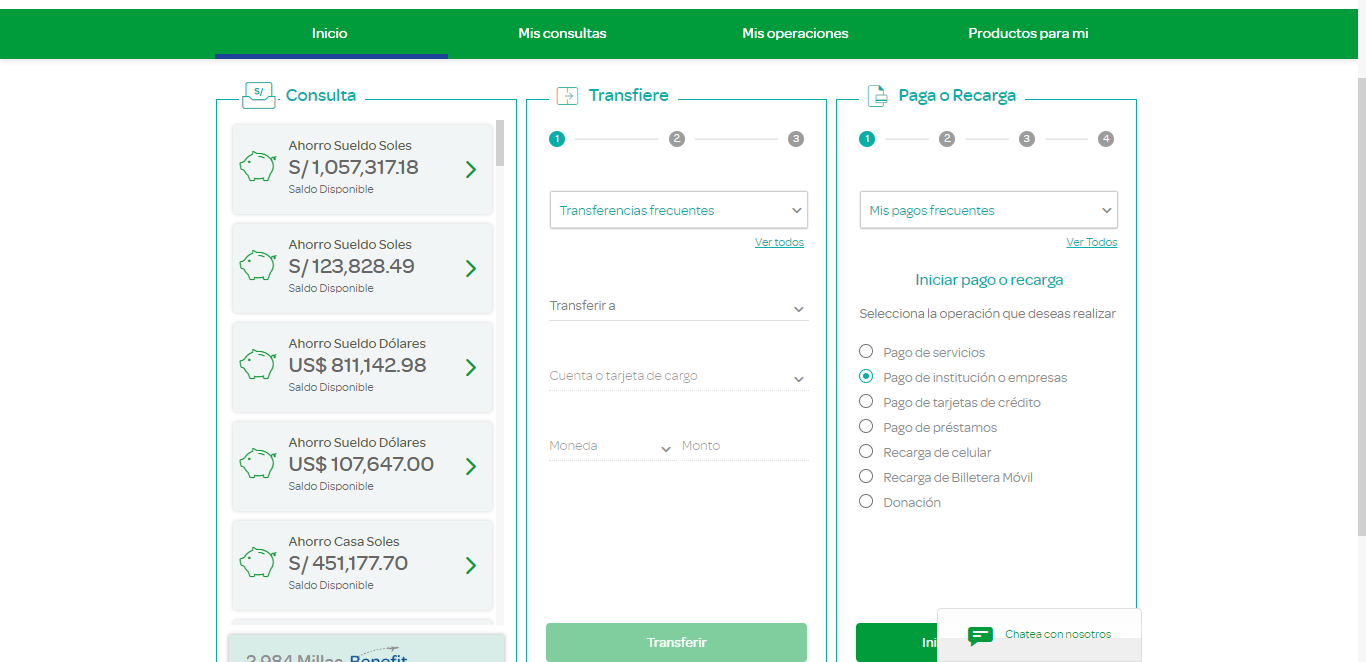 Inicio
Mis consultas
Mis operaciones
Productos para mi
S/
Consulta
Ahorro Sueldo Soles
S/ 1,057,317.18
Saldo Disponible
Ahorro Sueldo Soles
S/ 123,828.49
Saldo Disponible
Ahorro Sueldo Dólares
US$ 811,142.98
Saldo Disponible
Ahorro Sueldo Dólares
US$ 107,647.00
Saldo Disponible
Ahorro Casa Soles
S/ 451,177.70
Saldo Disponible
2,984 Millas Benefit
Transfiere
1
2
3
Transferencias frecuentes
Ver todos
Transferir a
Cuenta o tarjeta de cargo
Moneda
Monto
Transferir
Paga o Recarga
1
2
3
4
Mis pagos frecuentes
Ver Todos
Iniciar pago o recarga
Selecciona la operación que deseas realizar
Pago de servicios
Pago de institución o empresas
Pago de tarjetas de crédito
Pago de préstamos
Recarga de celular
Recarga de Billetera Móvil
Donación
Ini
Chatea con nosotros